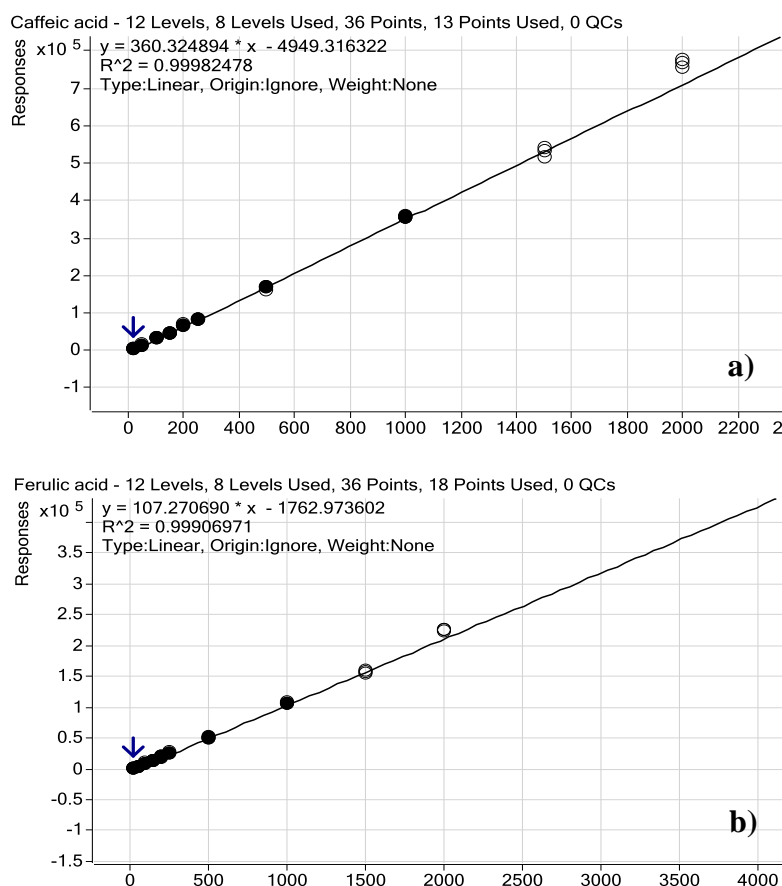 Caffeic acid - 12 Levels, 8 Levels Used, 36 Points, 13 Points Used, 0 QCs
Responses
x10 5
y = 360.324894 * x - 4949.316322
R^2 = 0.99982478
Type:Linear, Origin:Ignore, Weight:None
7
6
5
4
3
2
1
0
-1
a)
0 200 400 600 800 1000 1200 1400 1600 1800 2000 2200 2
Ferulic acid - 12 Levels, 8 Levels Used, 36 Points, 18 Points Used, 0 QCs
Responses
x10 5
y = 107.270690 * x - 1762.973602
R^2 = 0.99906971
Type:Linear, Origin:Ignore, Weight:None
3.5
3
2.5
2
1.5
1
0.5
0
-0.5
-1
-1.5
b)
0 500 1000 1500 2000 2500 3000 3500 4000